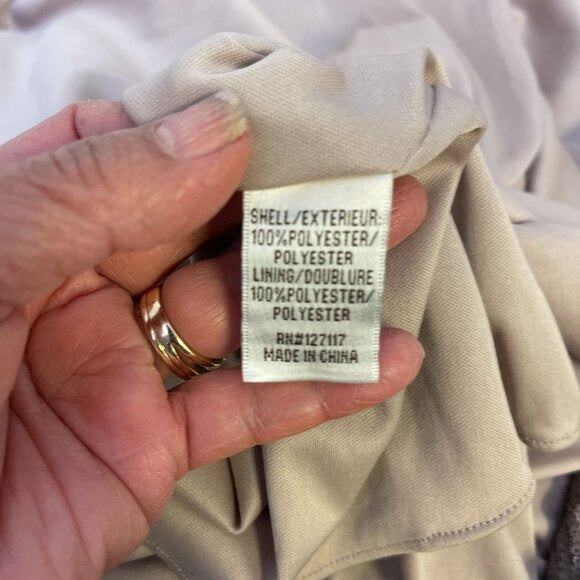 SHELL/EXTERIEUR:
100%POLYESTER/
POLYESTER
LINING/DOUBLURE
100%POLYESTER/
POLYESTER
RN#127117
MADE IN CHINA